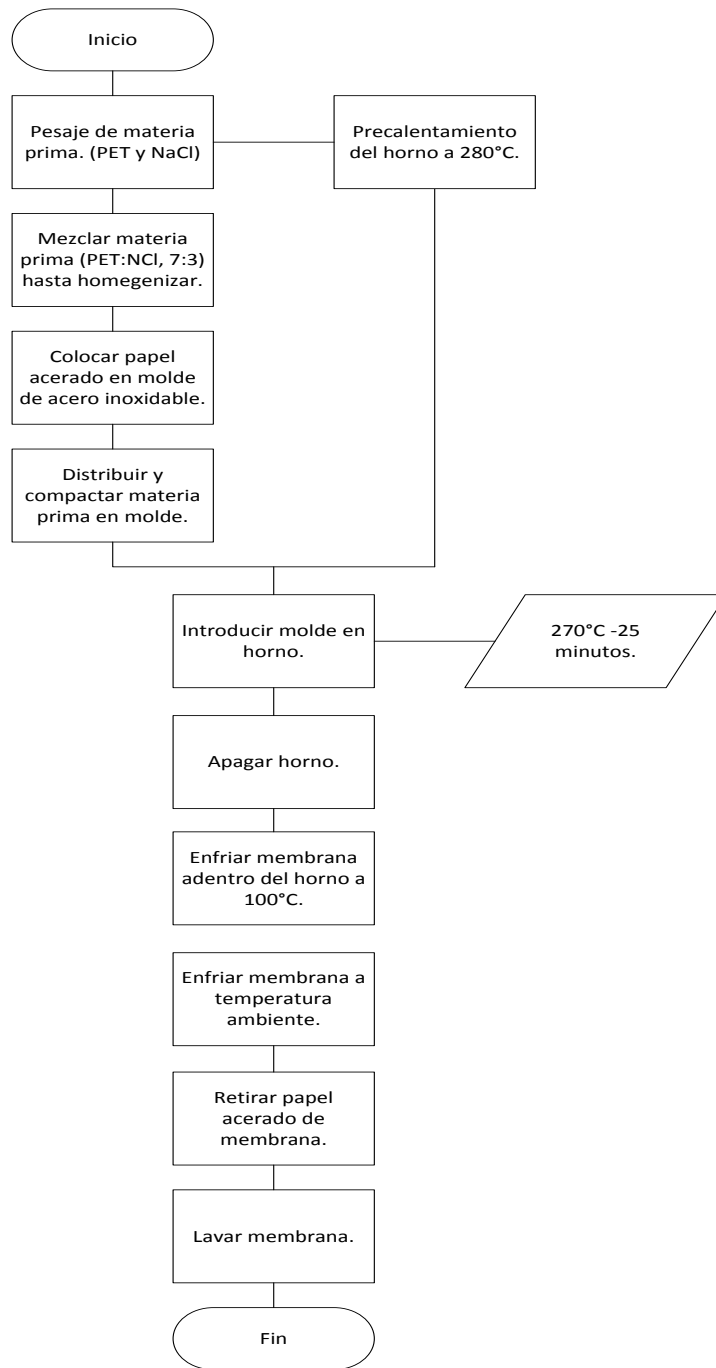 Inicio
Pesaje de materia
prima. (PET y NaCl)
Precalentamiento
del horno a 280°C.
Mezclar materia
prima (PET:NCl, 7:3)
hasta homegenizar.
Colocar papel
acerado en molde
de acero inoxidable.
Distribuir y
compactar materia
prima en molde.
Introducir molde en
horno.
270°C -25
minutos.
Apagar horno.
Enfriar membrana
adentro del horno a
100°C.
Enfriar membrana a
temperatura
ambiente.
Retirar papel
acerado de
membrana.
Lavar membrana.
Fin